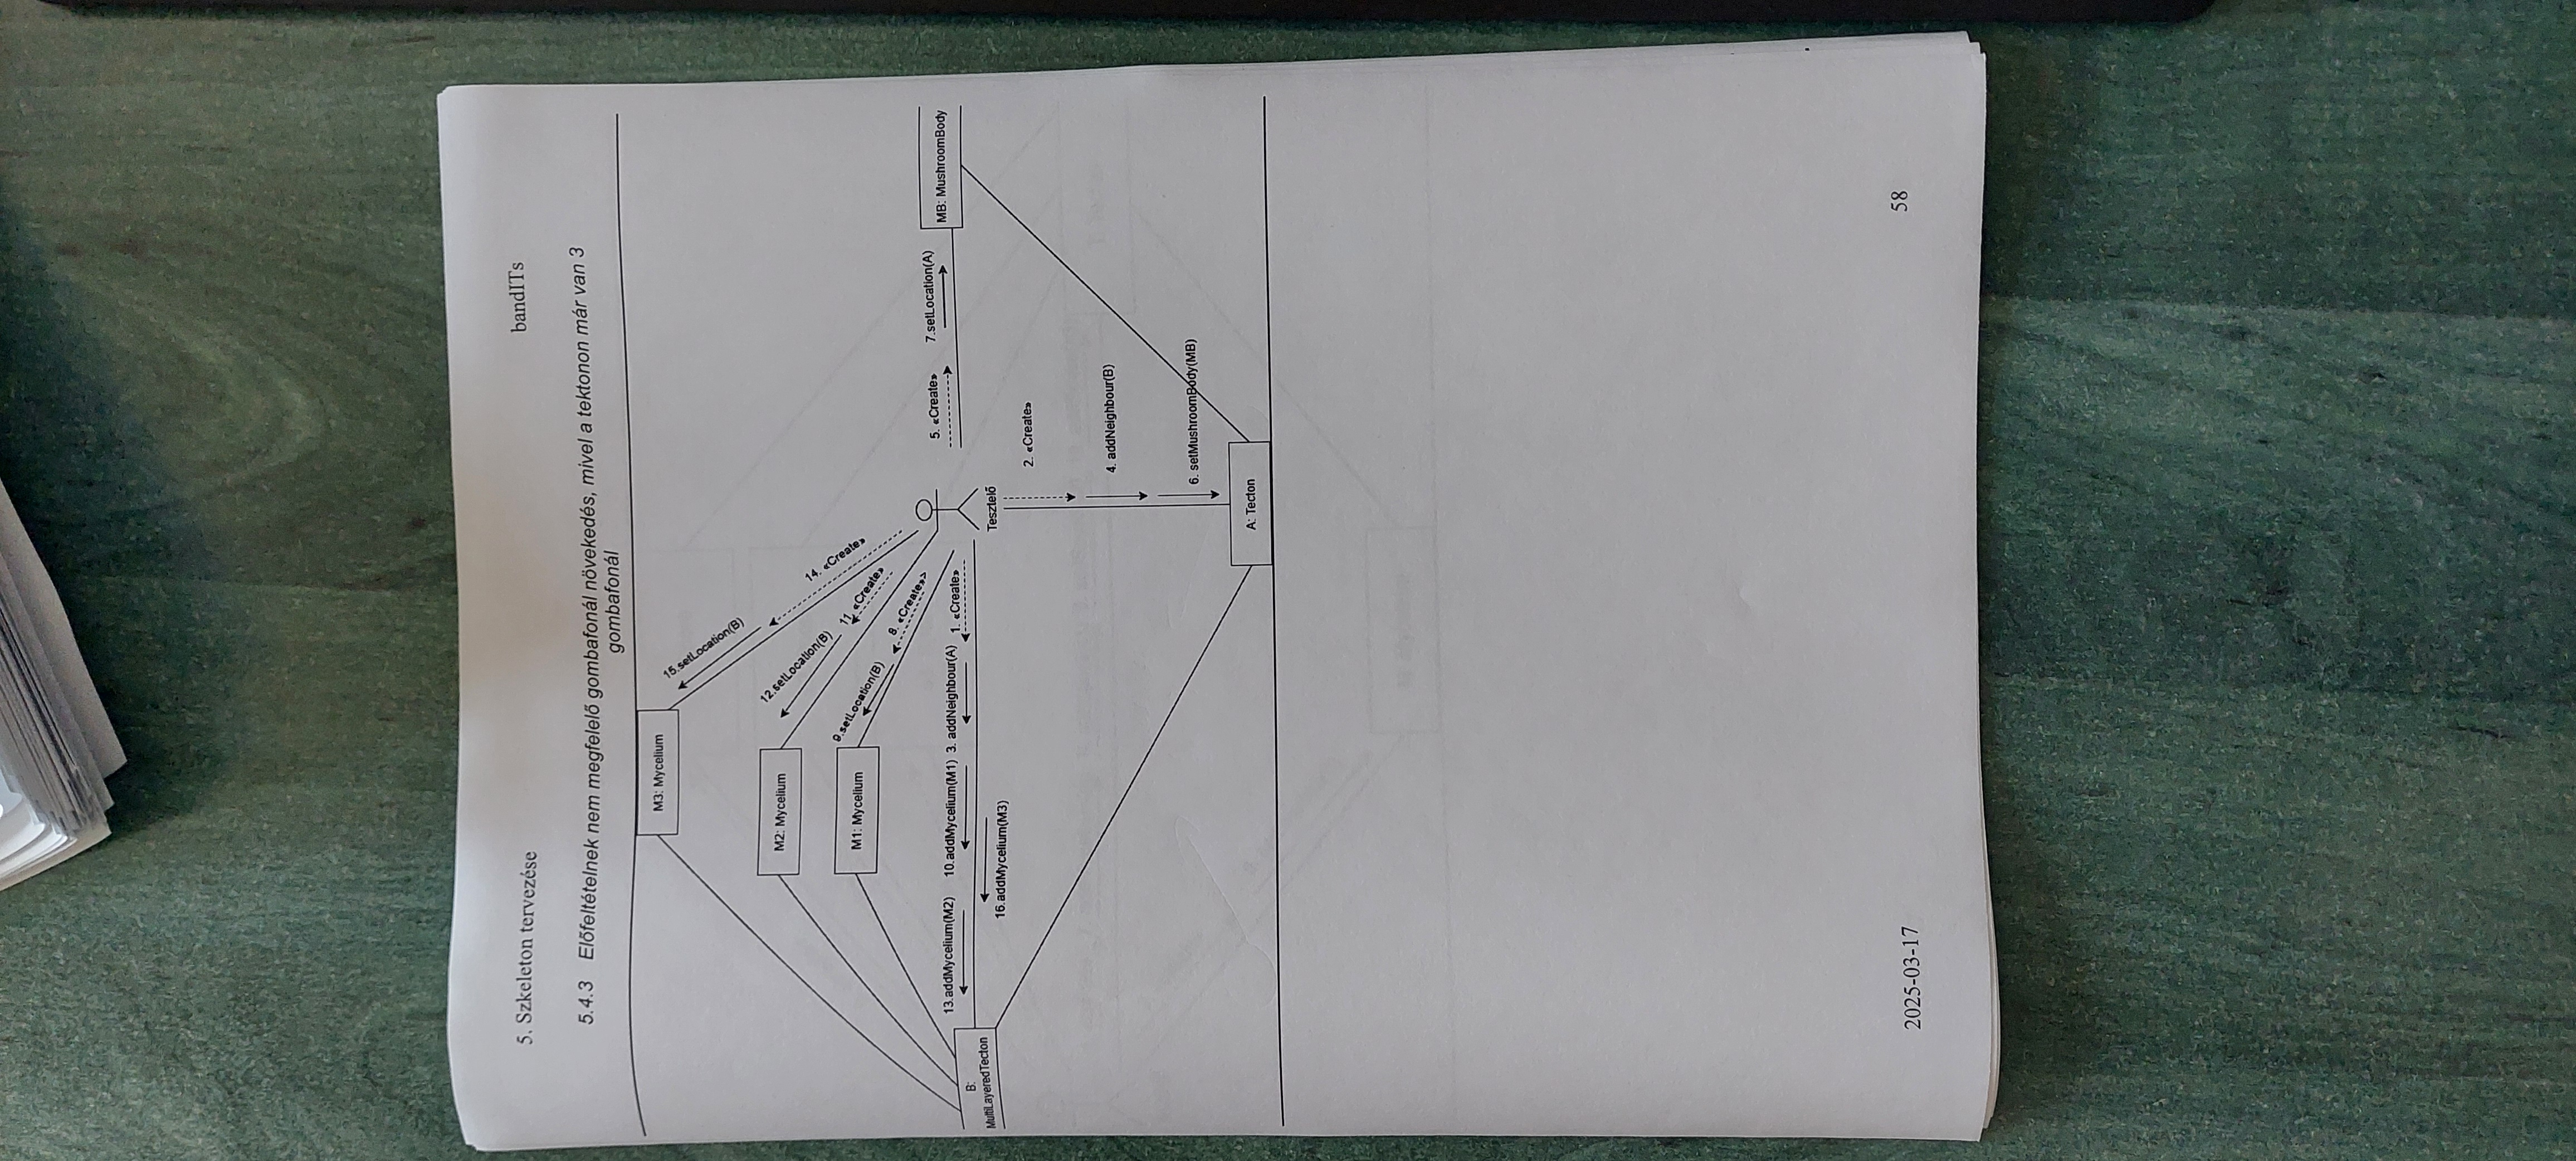 5. Szkeleton tervezése
bandITs
5.4.3 Előfeltételnek nem megfelelő gombafonál növekedés, mivel a tektonon már van 3
gombafonál
M3: Mycelium
15.setLocation(B)
M2: Mycelium
12.setLocation(B)
14. «Create»
M1: Mycelium
9.setLocation(B)
11. «Create»
8. «Create»>
5. «Create»
7.setLocation(A)
MB: MushroomBody
13.addMycelium(M2)
10.addMycelium(M1)
3. addNeighbour(A)
1. «Create»
B:
MultiLayeredTecton
16.addMycelium(M3)
Tesztelő
2. «Create»
4. addNeighbour(B)
6. setMushroomBody(MB)
A: Tecton
2025-03-17
58